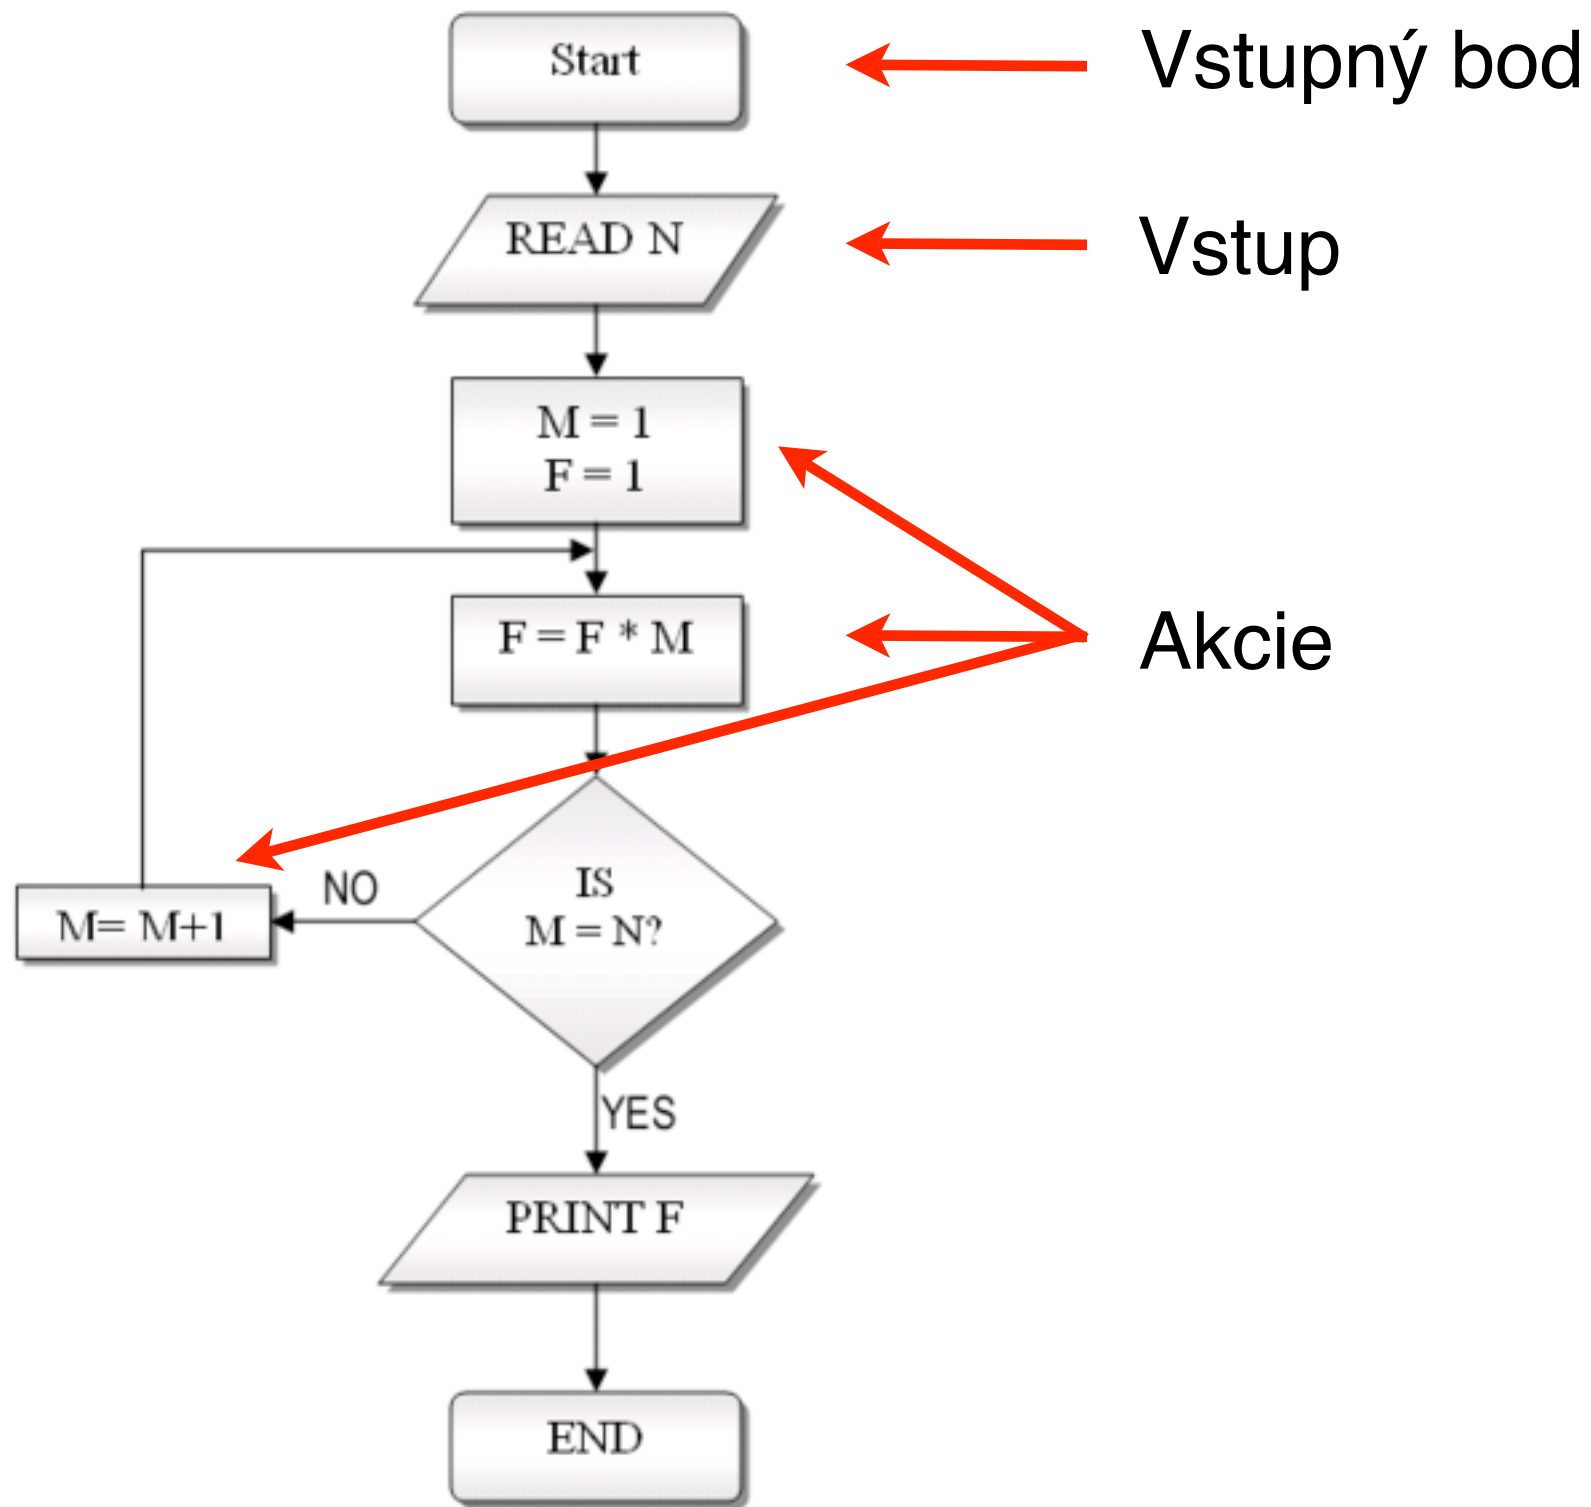 Start
Vstupný bod
READ N
Vstup
M = 1
F = 1
F = F * M
Akcie
IS
M = N?
NO
M= M+1
YES
PRINT F
END